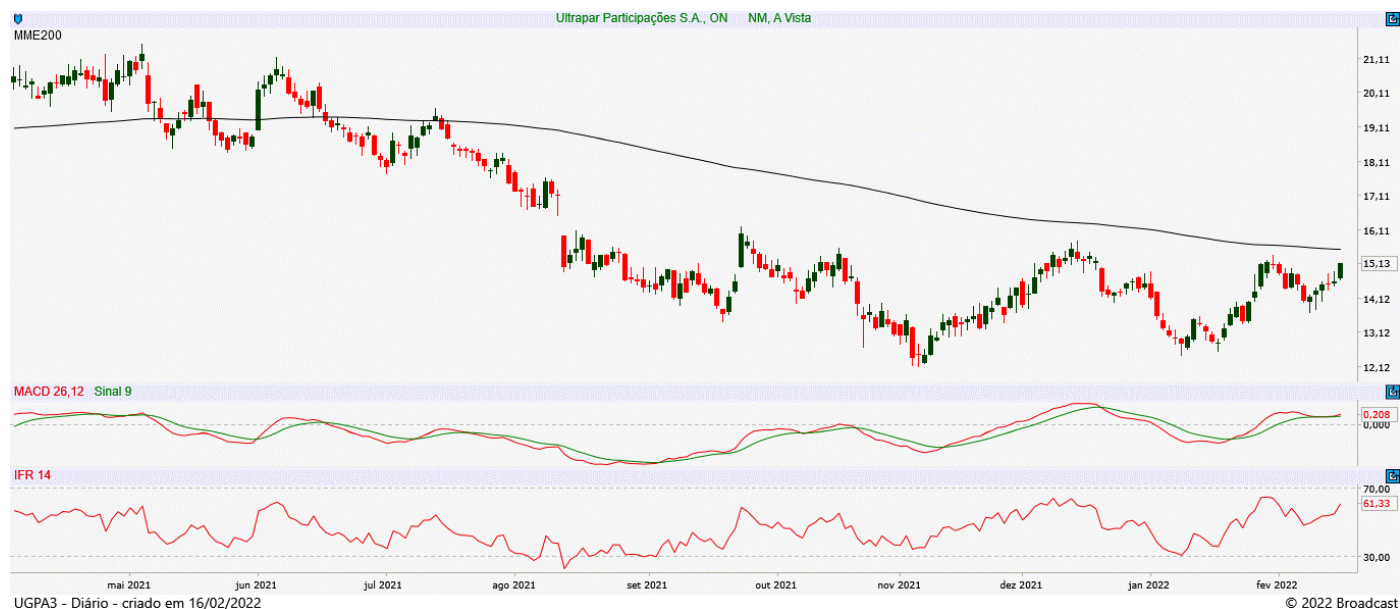 Ultrapar Participações S.A., ON NM, A Vista
MME200
21,11
20,11
19,11
18,11
17,11
16,11
15,13
14,12
13,12
12,12
MACD 26,12 Sinal 9
0,208
0,000
IFR 14
70,00
61,33
30,00
mai 2021 jun 2021 jul 2021 ago 2021 set 2021 out 2021 nov 2021 dez 2021 jan 2022 fev 2022
UGPA3 - Diário - criado em 16/02/2022 © 2022 Broadcast